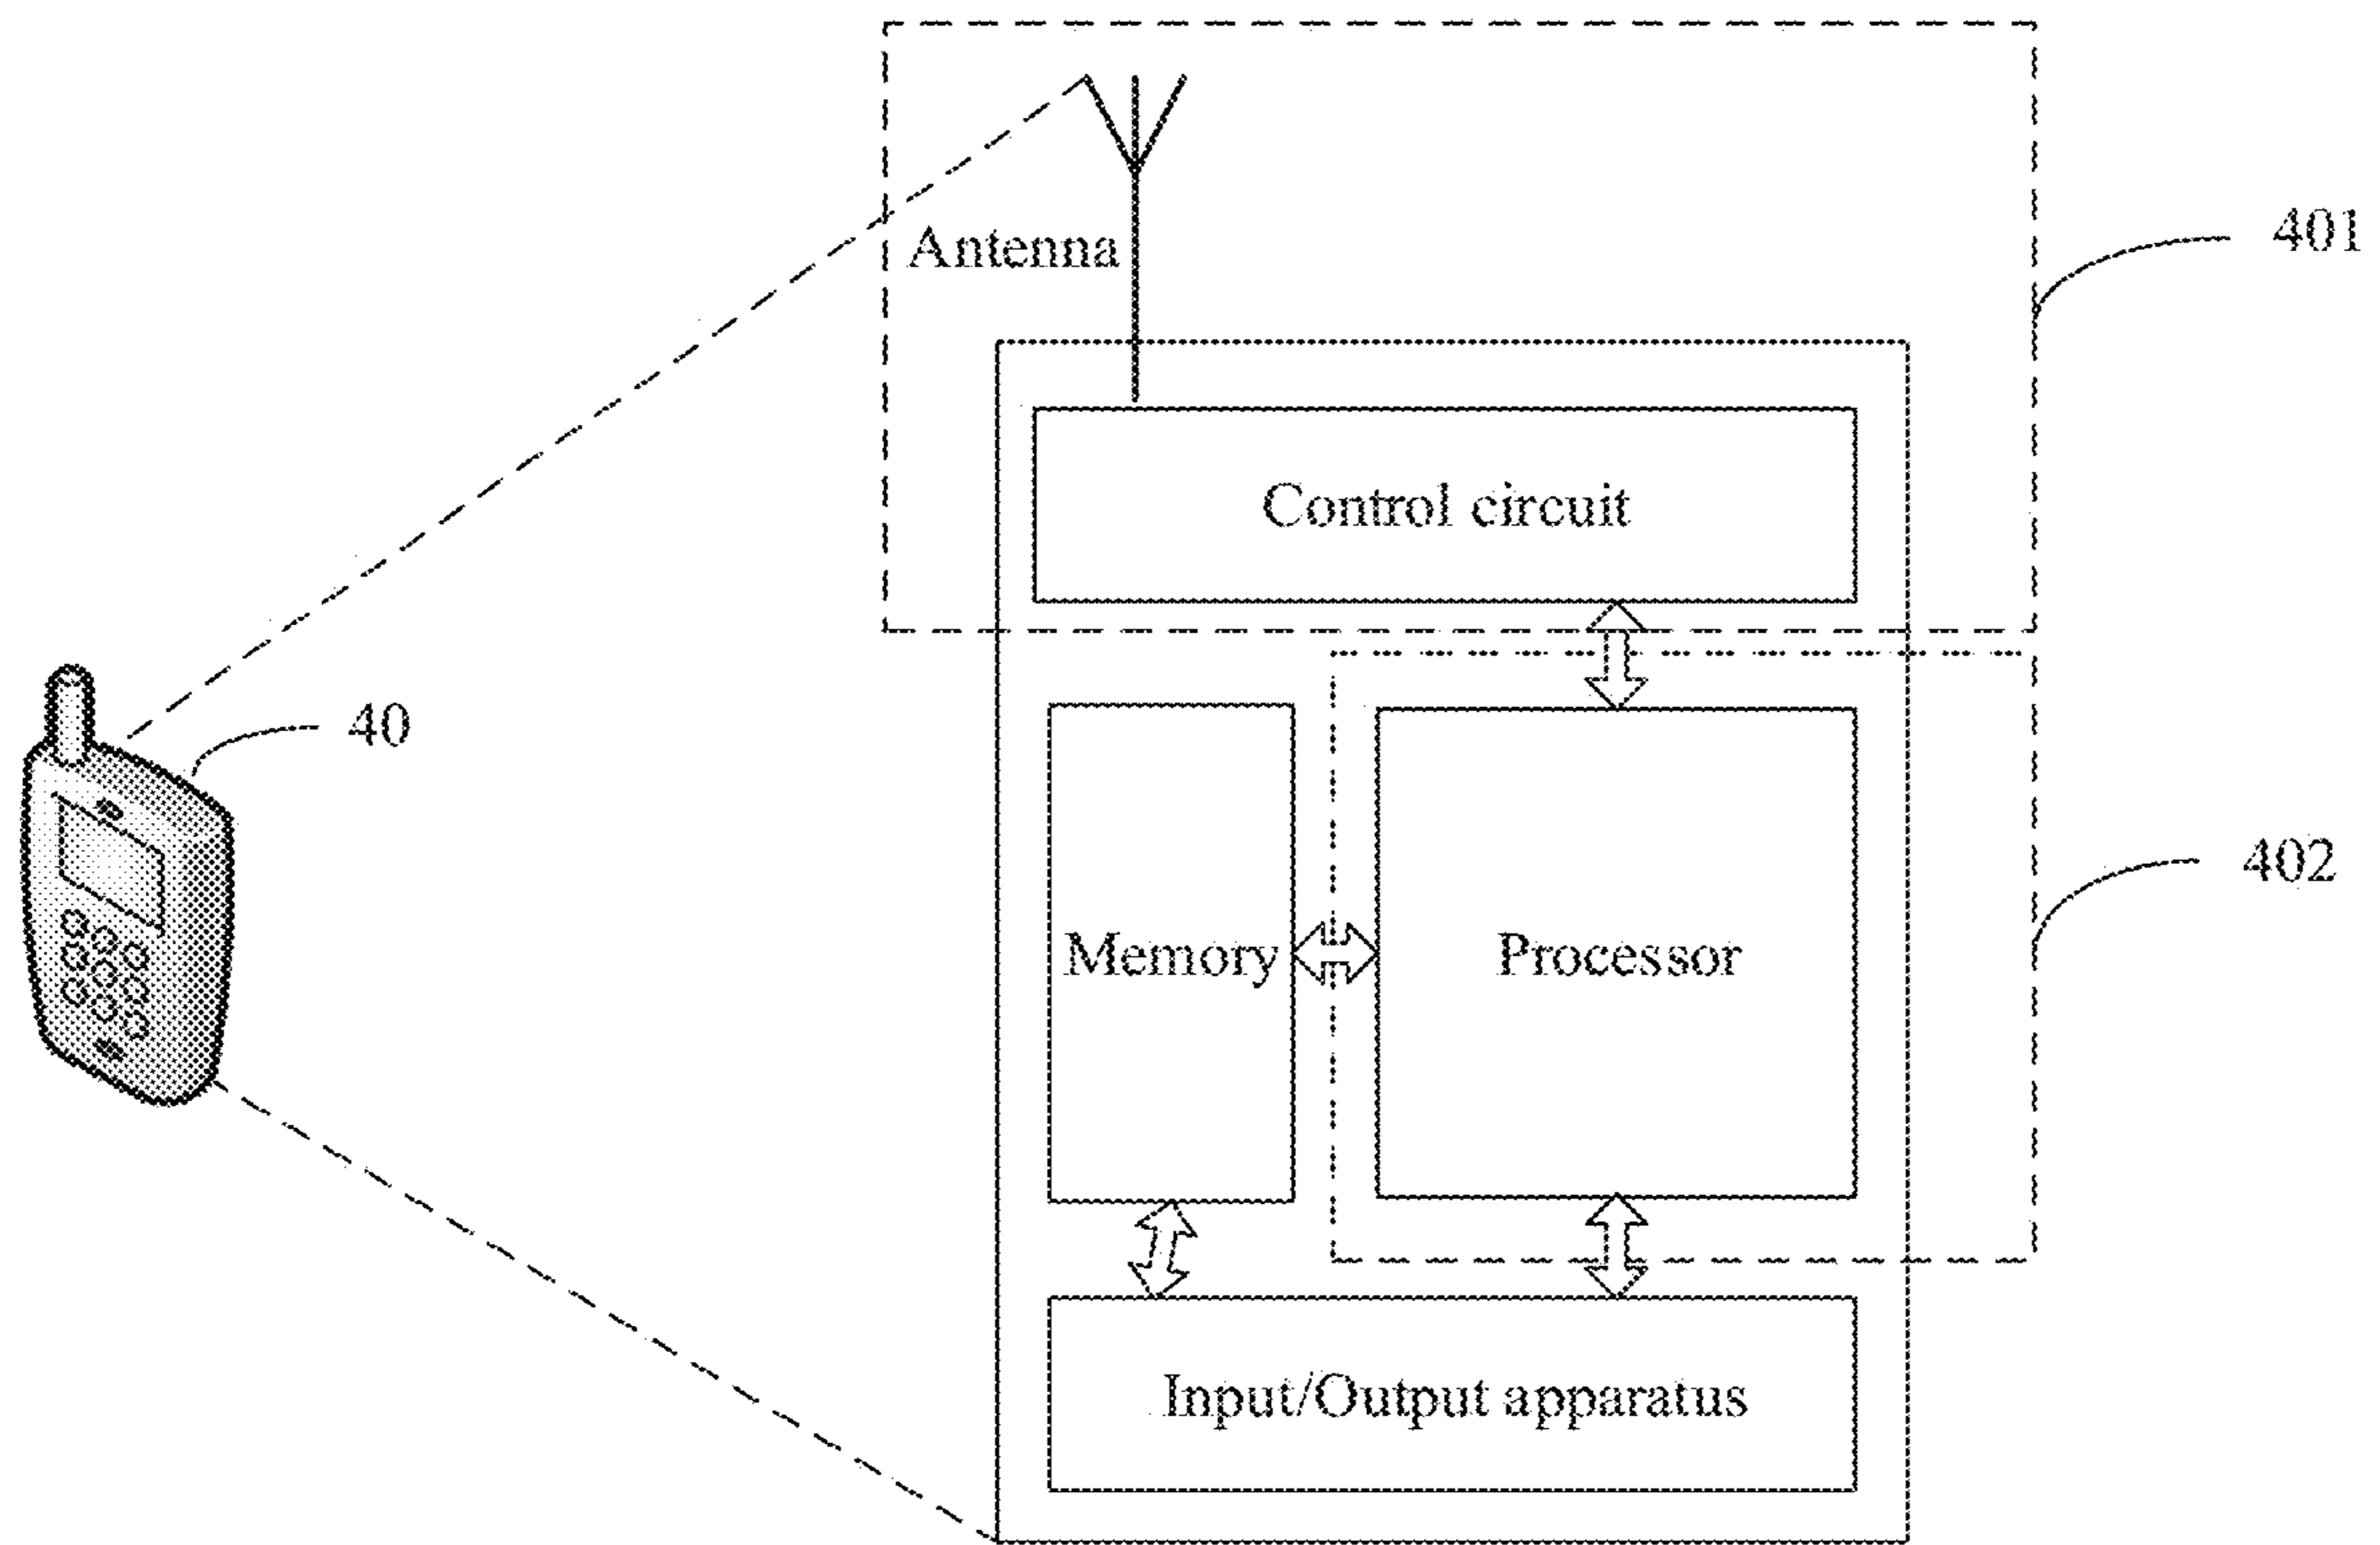 Antenna
401
Control circuit
40
402
Memory
Processor
Input/Output apparatus